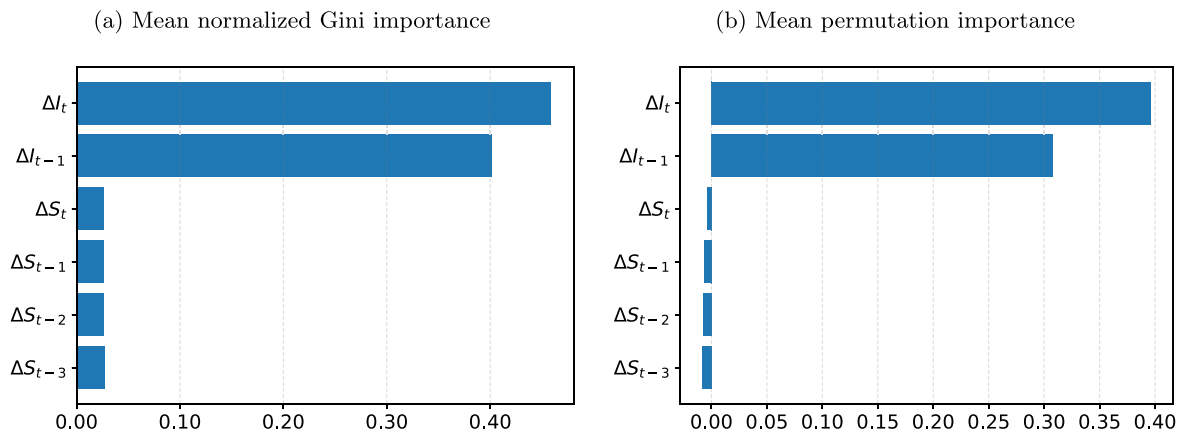 (a) Mean normalized Gini importance
ΔI_t
ΔI_{t−1}
ΔS_t
ΔS_{t−1}
ΔS_{t−2}
ΔS_{t−3}
0.00 0.10 0.20 0.30 0.40
(b) Mean permutation importance
ΔI_t
ΔI_{t−1}
ΔS_t
ΔS_{t−1}
ΔS_{t−2}
ΔS_{t−3}
0.00 0.05 0.10 0.15 0.20 0.25 0.30 0.35 0.40